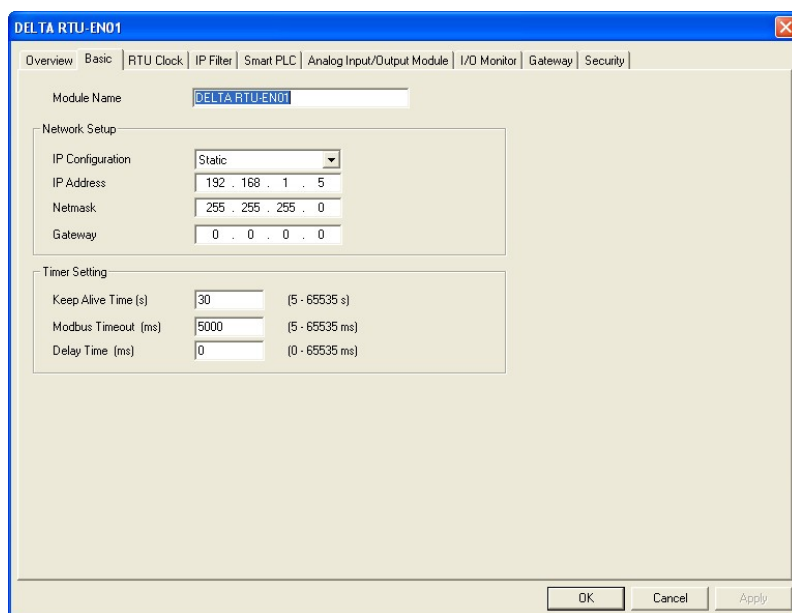 DELTA RTU-EN01
Overview Basic RTU Clock IP Filter Smart PLC Analog Input/Output Module I/O Monitor Gateway Security
Module Name DELTA RTU-EN01
Network Setup
IP Configuration Static
IP Address 192 . 168 . 1 . 5
Netmask 255 . 255 . 255 . 0
Gateway 0 . 0 . 0 . 0
Timer Setting
Keep Alive Time (s) 30 (5 - 65535 s)
Modbus Timeout (ms) 5000 (5 - 65535 ms)
Delay Time (ms) 0 (0 - 65535 ms)
OK Cancel Apply